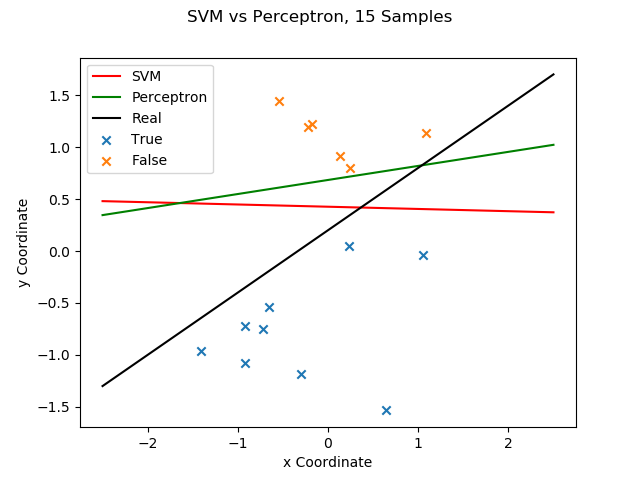 SVM vs Perceptron, 15 Samples
SVM
Perceptron
Real
True
False
1.5
1.0
0.5
0.0
−0.5
−1.0
−1.5
y Coordinate
−2
−1
0
1
2
x Coordinate